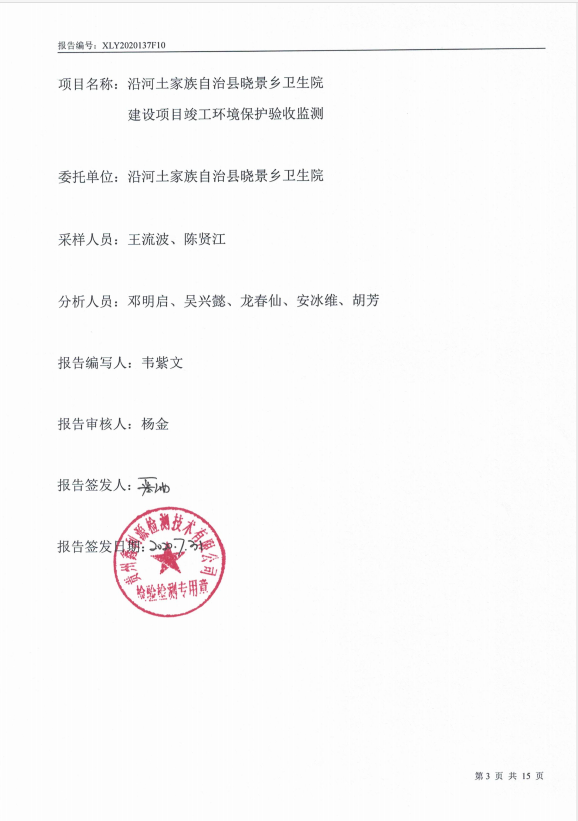 报告编号：XLY2020137F10
项目名称：沿河土家族自治县晓景乡卫生院
建设项目竣工环境保护验收监测
委托单位：沿河土家族自治县晓景乡卫生院
采样人员：王流波、陈贤江
分析人员：邓明启、吴兴懿、龙春仙、安冰维、胡芳
报告编写人：韦紫文
报告审核人：杨金
报告签发人：
报告签发日期：2020.7.
贵州鑫利源检测技术有限公司
检验检测专用章
第 3 页 共 15 页